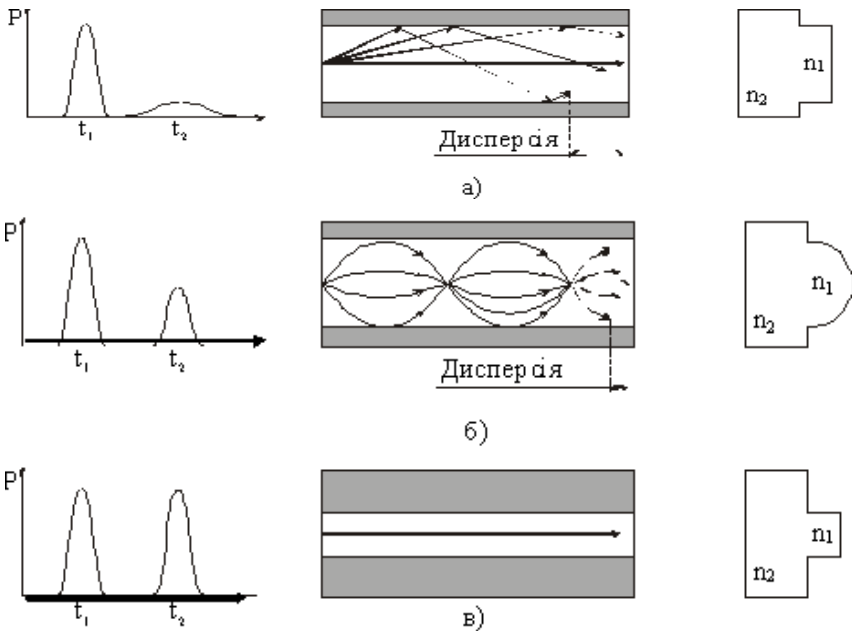 P
t₁ t₂
Дисперсія
n₁
n₂
а)
P
t₁ t₂
Дисперсія
n₁
n₂
б)
P
t₁ t₂
n₁
n₂
в)